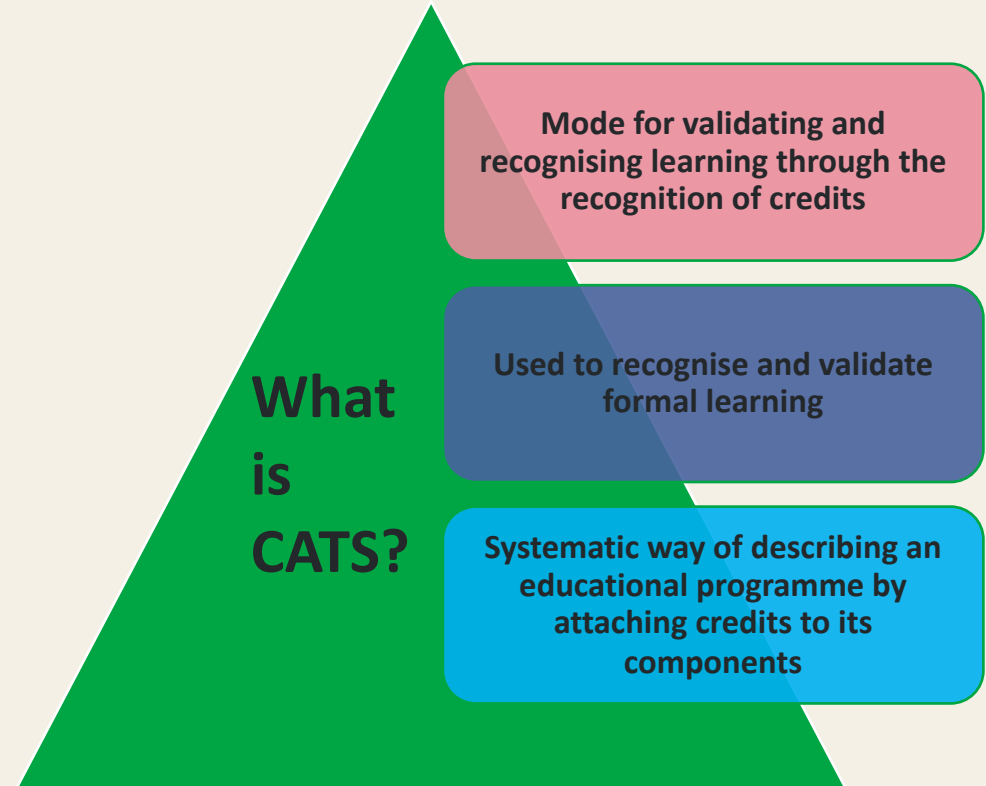 Mode for validating and
recognising learning through the
recognition of credits
Used to recognise and validate
formal learning
What
is
CATS?
Systematic way of describing an
educational programme by
attaching credits to its
components